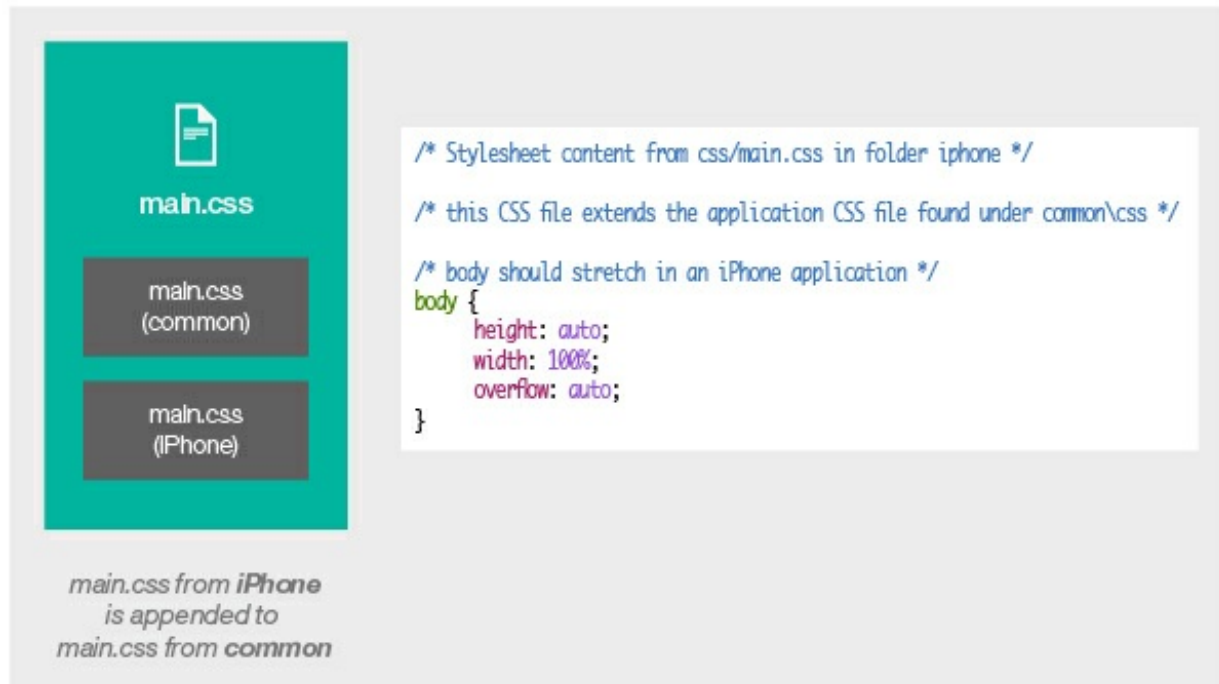 main.css
main.css
(common)
main.css
(iPhone)
main.css from iPhone
is appended to
main.css from common
/* Stylesheet content from css/main.css in folder iphone */
/* this CSS file extends the application CSS file found under common\css */
/* body should stretch in an iPhone application */
body {
height: auto;
width: 100%;
overflow: auto;
}